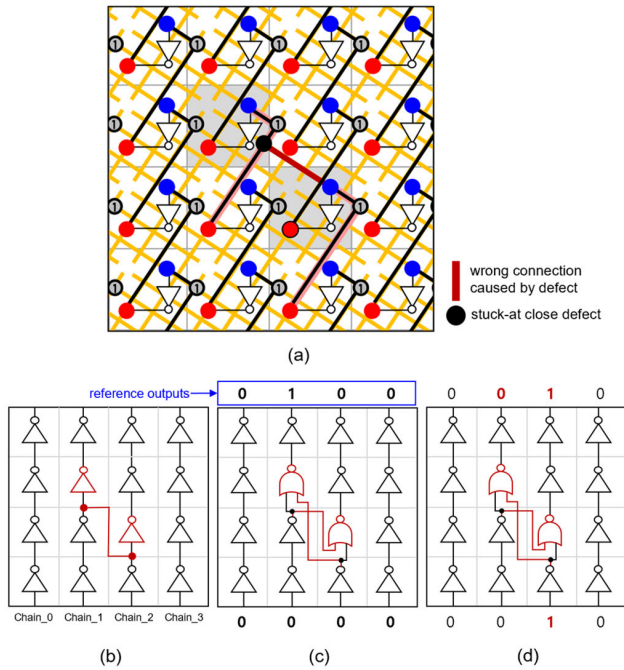 1 1 1 1
1 1 1 1
1 1 1 1
1 1 1 1
wrong connection
caused by defect
stuck-at close defect
(a)
reference outputs
0 1 0 0
0 0 1 0
Chain_0 Chain_1 Chain_2 Chain_3
0 0 0 0
0 0 1 0
(b)
(c)
(d)